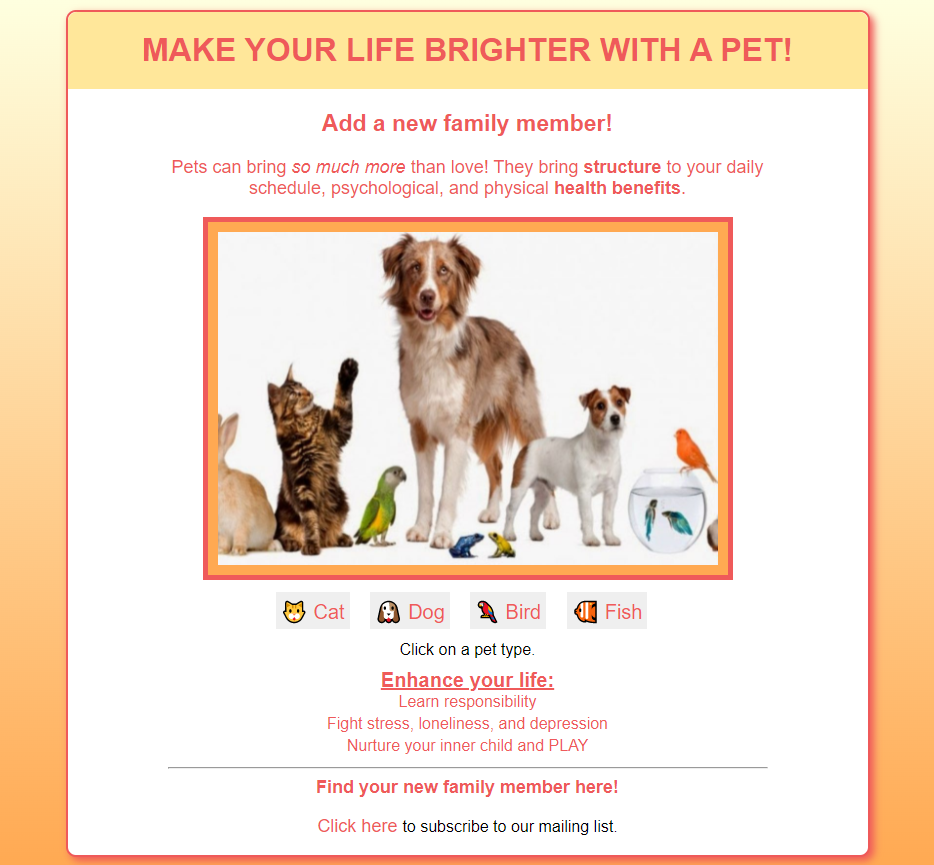 MAKE YOUR LIFE BRIGHTER WITH A PET!
Add a new family member!
Pets can bring so much more than love! They bring structure to your daily
schedule, psychological, and physical health benefits.
Cat Dog Bird Fish
Click on a pet type.
Enhance your life:
Learn responsibility
Fight stress, loneliness, and depression
Nurture your inner child and PLAY
Find your new family member here!
Click here to subscribe to our mailing list.